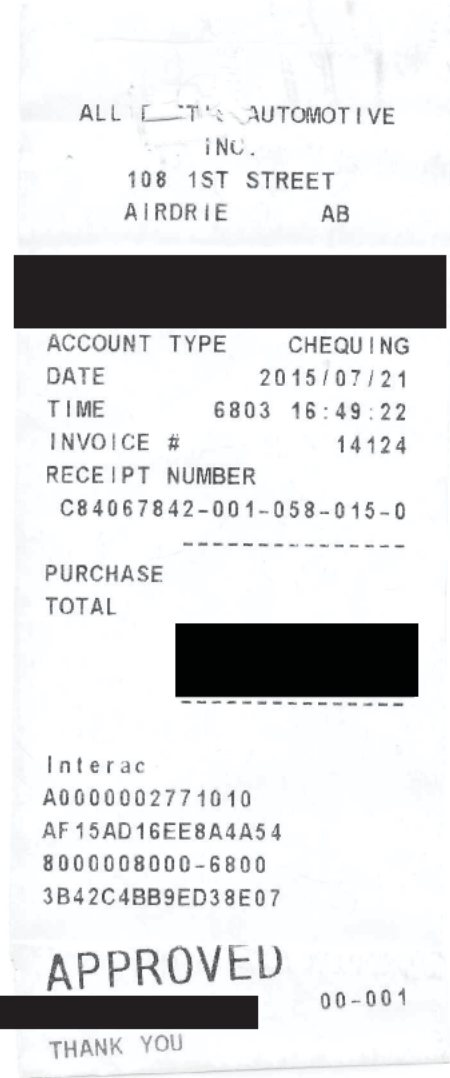 ALL AUTOMOTIVE
INC.
108 1ST STREET
AIRDRIE AB
ACCOUNT TYPE CHEQUING
DATE 2015/07/21
TIME 6803 16:49:22
INVOICE # 14124
RECEIPT NUMBER
C84067842-001-058-015-0
---------------
PURCHASE
TOTAL
---------------
Interac
A0000002771010
AF15AD16EE8A4A54
8000008000-6800
3B42C4BB9ED38E07
APPROVED
00-001
THANK YOU